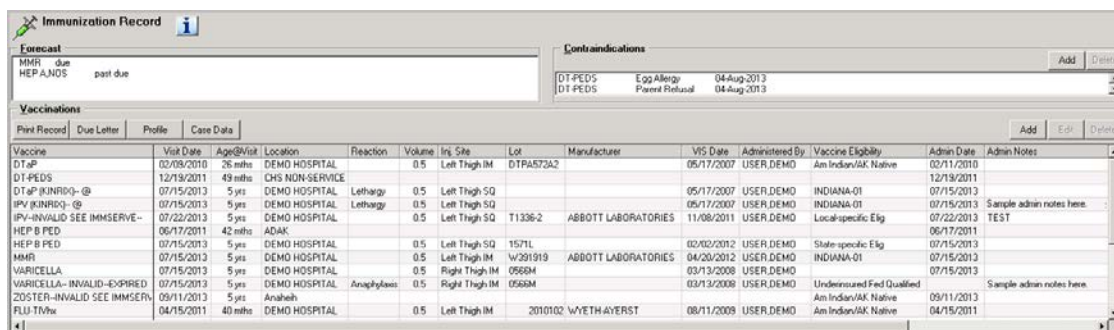 Immunization Record i
Forecast
MMR due
HEP A,NOS past due
Contraindications
Add Delete
DT-PEDS Egg Allergy 04-Aug-2013
DT-PEDS Parent Refusal 04-Aug-2013
Vaccinations
Print Record Due Letter Profile Case Data Add Edit Delete
Vaccine Visit Date Age@Visit Location Reaction Volume Inj. Site Lot Manufacturer VIS Date Administered By Vaccine Eligibility Admin Date Admin Notes
DTaP 02/09/2010 26 mths DEMO HOSPITAL 0.5 Left Thigh IM DTPA572A2 05/17/2007 USER,DEMO Am Indian/AK Native 02/11/2010
DT-PEDS 12/19/2011 49 mths CHS NON-SERVICE 12/19/2011
DTaP (KINRIX)- @ 07/15/2013 5 yrs DEMO HOSPITAL Lethargy 0.5 Left Thigh SQ 05/17/2007 USER,DEMO INDIANA-01 07/15/2013
IPV (KINRIX)- @ 07/15/2013 5 yrs DEMO HOSPITAL Lethargy 0.5 Left Thigh SQ 05/17/2007 USER,DEMO INDIANA-01 07/15/2013 Sample admin notes here.
IPV--INVALID SEE IMMSERVE-- 07/22/2013 5 yrs DEMO HOSPITAL 0.5 Left Thigh SQ T1336-2 ABBOTT LABORATORIES 11/08/2011 USER,DEMO Local-specific Elig 07/22/2013 TEST
HEP B PED 06/17/2011 42 mths ADAK 06/17/2011
HEP B PED 07/15/2013 5 yrs DEMO HOSPITAL 0.5 Left Thigh SQ 1571L 02/02/2012 USER,DEMO State-specific Elig 07/15/2013
MMR 07/15/2013 5 yrs DEMO HOSPITAL 0.5 Left Thigh IM W391919 ABBOTT LABORATORIES 04/20/2012 USER,DEMO INDIANA-01 07/15/2013
VARICELLA 07/15/2013 5 yrs DEMO HOSPITAL 0.5 Right Thigh IM 0566M 03/13/2008 USER,DEMO 07/15/2013
VARICELLA-- INVALID--EXPIRED 07/15/2013 5 yrs DEMO HOSPITAL Anaphylaxis 0.5 Right Thigh IM 0566M 03/13/2008 USER,DEMO Underinsured Fed Qualified Sample admin notes here.
ZOSTER--INVALID SEE IMMSERV 09/11/2013 5 yrs Anaheih Am Indian/AK Native 09/11/2013
FLU-TIVhx 04/15/2011 40 mths DEMO HOSPITAL 0.5 Left Thigh IM 2010102 WYETH-AYERST 08/11/2009 USER,DEMO Am Indian/AK Native 04/15/2011